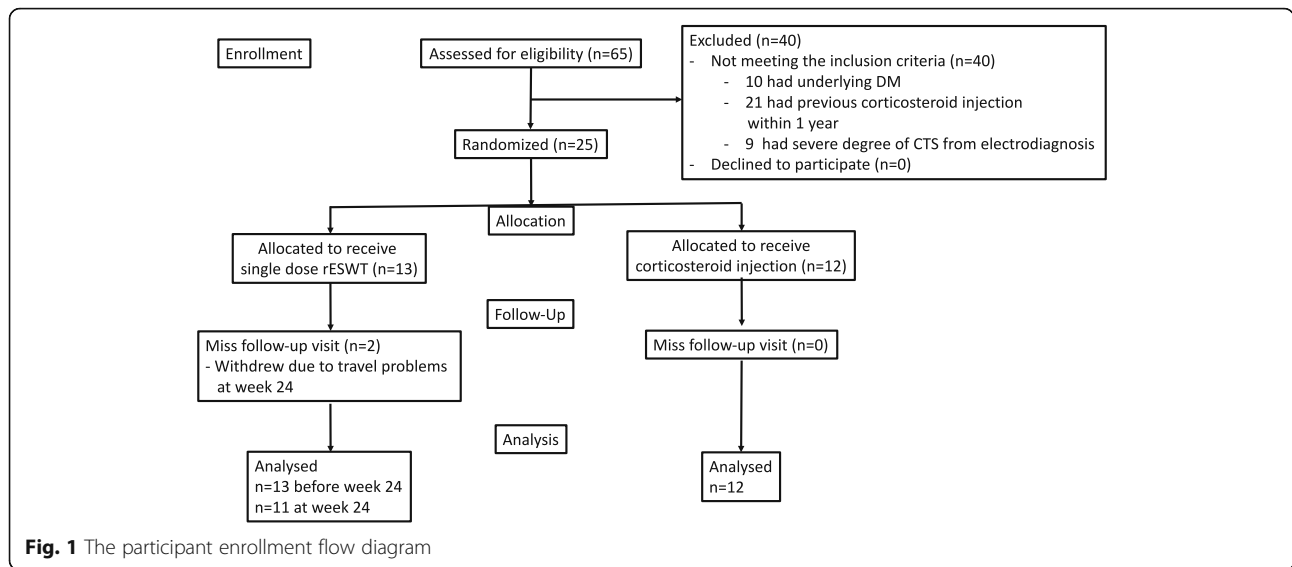 Enrollment
Assessed for eligibility (n=65)
Excluded (n=40)
- Not meeting the inclusion criteria (n=40)
- 10 had underlying DM
- 21 had previous corticosteroid injection
within 1 year
- 9 had severe degree of CTS from electrodiagnosis
- Declined to participate (n=0)
Randomized (n=25)
Allocation
Allocated to receive
single dose rESWT (n=13)
Allocated to receive
corticosteroid injection (n=12)
Follow-Up
Miss follow-up visit (n=2)
- Withdrew due to travel problems
at week 24
Miss follow-up visit (n=0)
Analysis
Analysed
n=13 before week 24
n=11 at week 24
Analysed
n=12
Fig. 1 The participant enrollment flow diagram